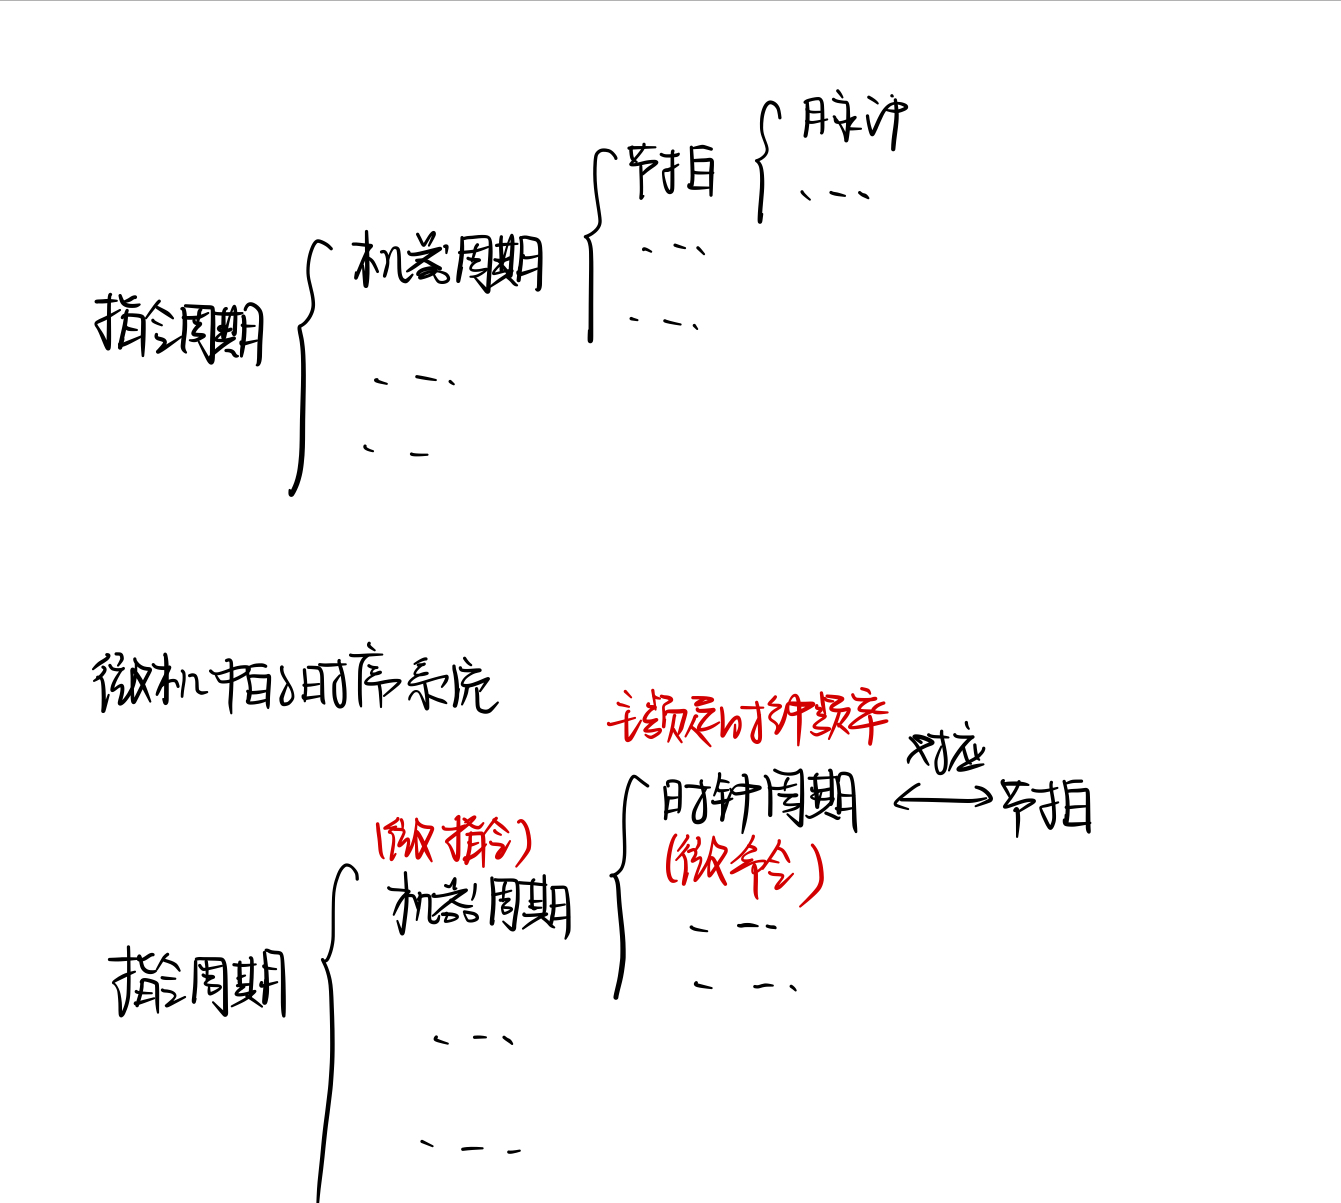 脉冲
节拍
机器周期
指令周期
微机中的时序系统
主频是时钟频率
对应
时钟周期
节拍
(微指令)
(微命令)
机器周期
指令周期